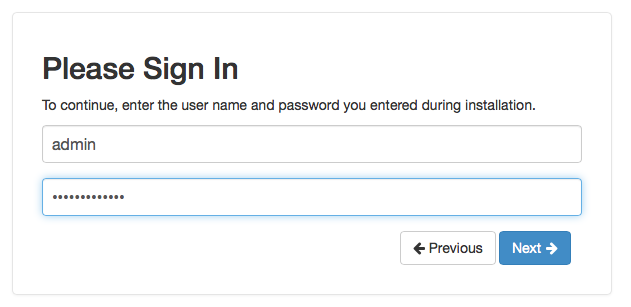 Please Sign In
To continue, enter the user name and password you entered during installation.
admin
•••••••••••••
Previous Next